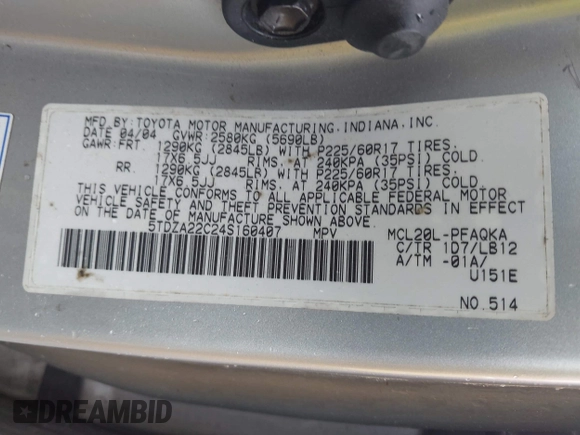 MFD.BY:TOYOTA MOTOR MANUFACTURING,INDIANA,INC.
DATE 04/04 GVWR:2580KG (5690LB)
GAWR:FRT. 1290KG (2845LB) WITH P225/60R17 TIRES.
17X6.5JJ RIMS. AT 240KPA (35PSI) COLD.
RR. 1290KG (2845LB) WITH P225/60R17 TIRES.
17X6.5JJ RIMS. AT 240KPA (35PSI) COLD.
THIS VEHICLE CONFORMS TO ALL APPLICABLE FEDERAL MOTOR
VEHICLE SAFETY AND THEFT PREVENTION STANDARDS IN EFFECT
ON THE DATE OF MANUFACTURE SHOWN ABOVE.
5TDZA22C24S160407 MPV MCL20L-PFAQKA
C/TR 1D7/LB12
A/TM -01A/
U151E
NO.514
DREAMBID